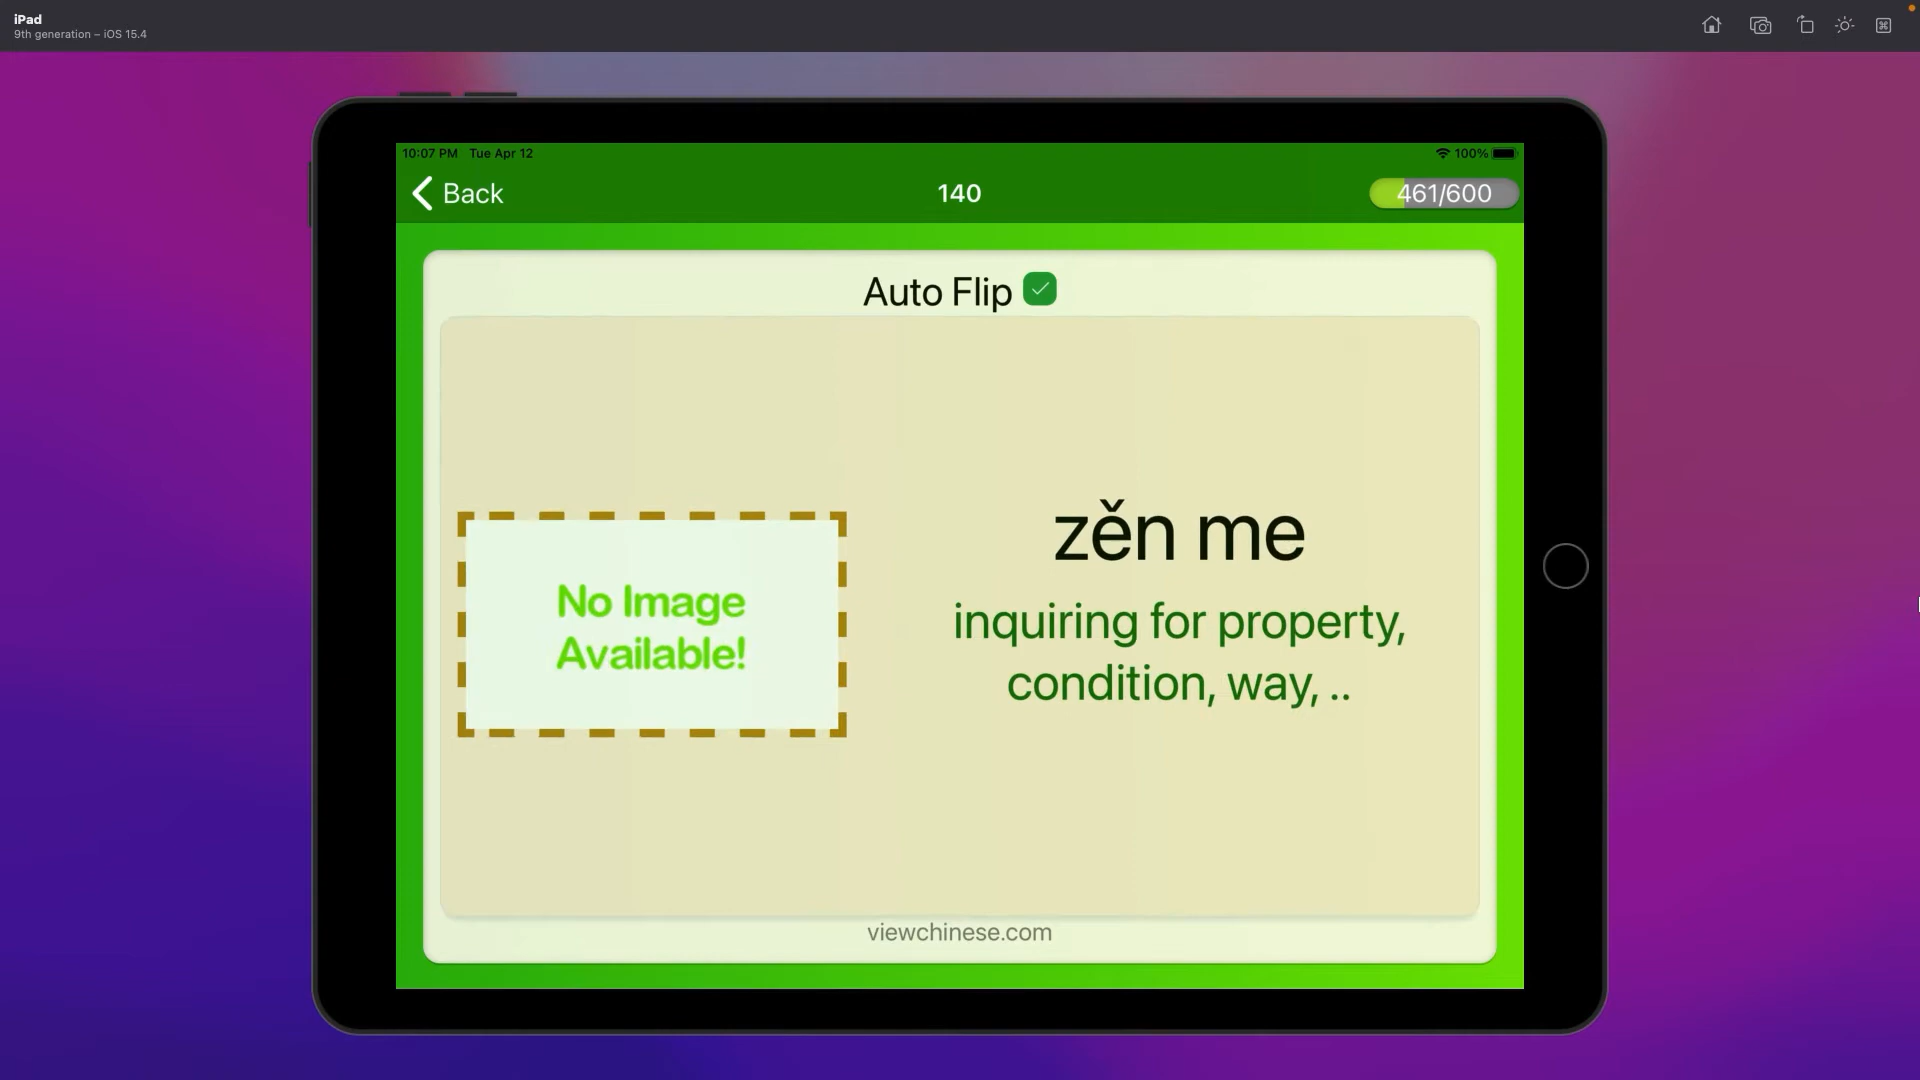 iPad
9th generation – iOS 15.4
10:07 PM Tue Apr 12
100%
Back
140
461/600
Auto Flip
No Image
Available!
zěn me
inquiring for property,
condition, way, ..
viewchinese.com